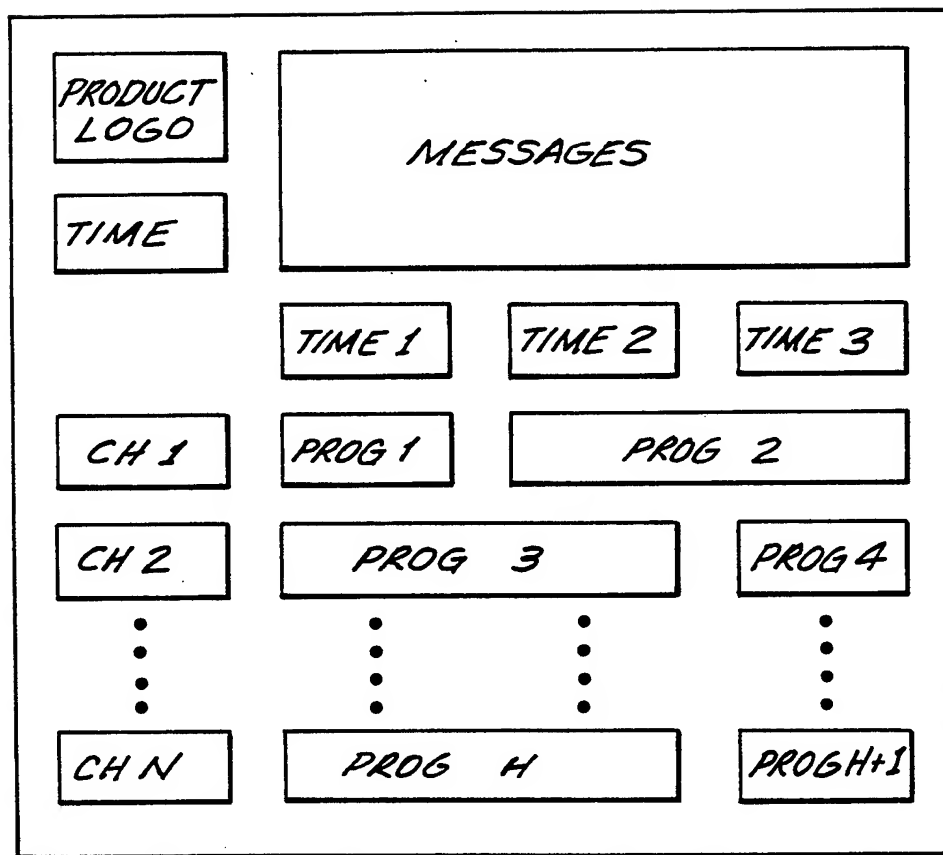 PRODUCT
LOGO
MESSAGES
TIME
TIME 1
TIME 2
TIME 3
CH 1
PROG 1
PROG 2
CH 2
PROG 3
PROG 4
CH N
PROG H
PROG H+1